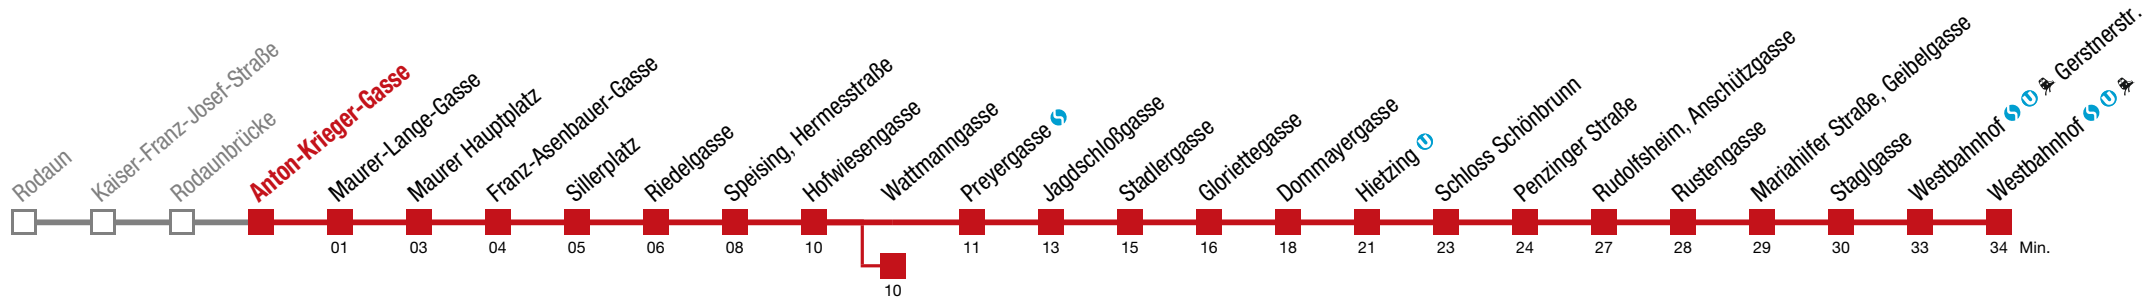 Rodaun
Kaiser-Franz-Josef-Straße
Rodaunbrücke
Anton-Krieger-Gasse
Maurer-Lange-Gasse
Maurer Hauptplatz
Franz-Asenbauer-Gasse
Sillerplatz
Riedelgasse
Speising, Hermesstraße
Hofwiesengasse
Wattmanngasse
Preyergasse
Jagdschloßgasse
Stadlergasse
Gloriettegasse
Dommayergasse
Hietzing U
Schloss Schönbrunn
Penzinger Straße
Rudolfsheim, Anschützgasse
Rustengasse
Mariahilfer Straße, Geibelgasse
Staglgasse
Westbahnhof U Gerstnerstr.
Westbahnhof U
01 03 04 05 06 08 10 11 13 15 16 18 21 23 24 27 28 29 30 33 34 Min.
10